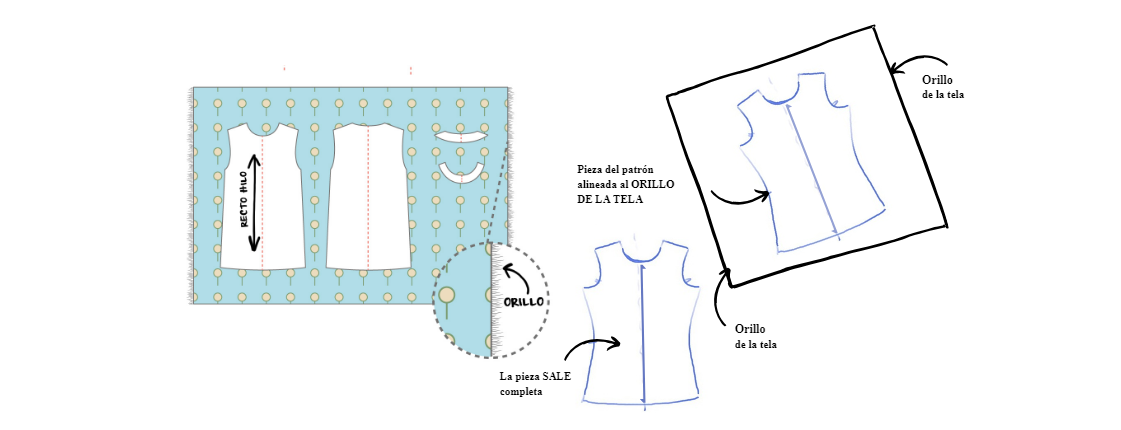 RECTO HILO
ORILLO
Pieza del patrón
alineada al ORILLO
DE LA TELA
La pieza SALE
completa
Orillo
de la tela
Orillo
de la tela